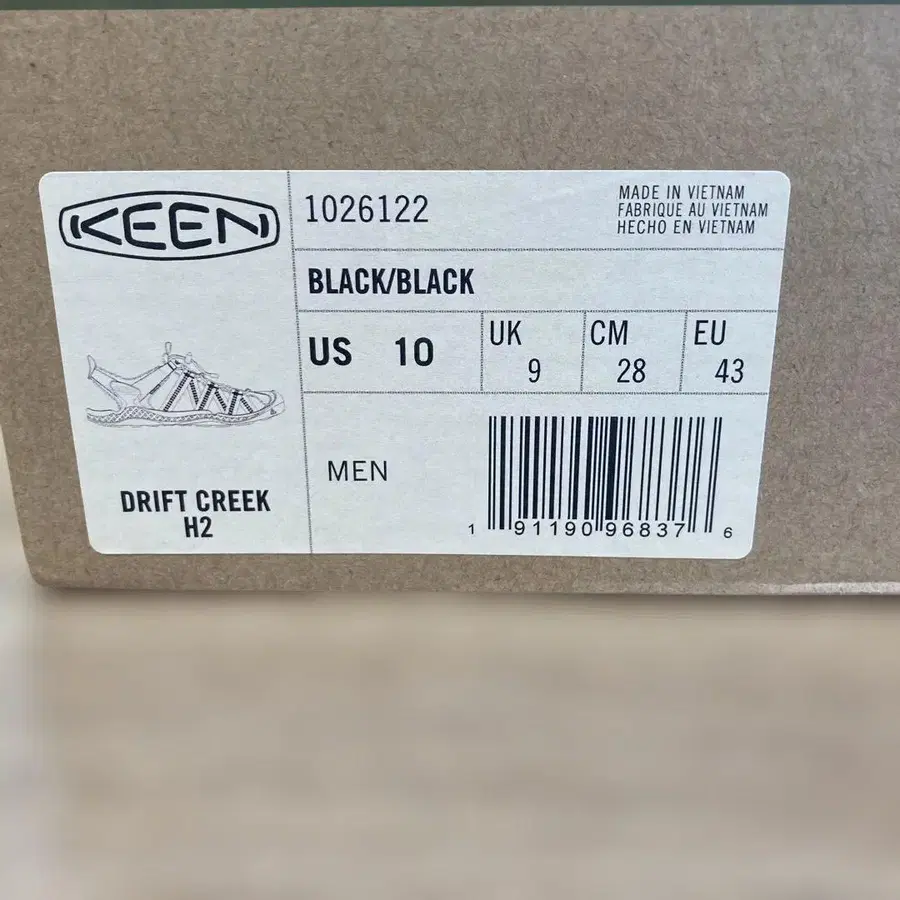 KEEN
1026122
MADE IN VIETNAM
FABRIQUE AU VIETNAM
HECHO EN VIETNAM
BLACK/BLACK
US 10
UK
9
CM
28
EU
43
MEN
DRIFT CREEK
H2
1 91190 96837 6